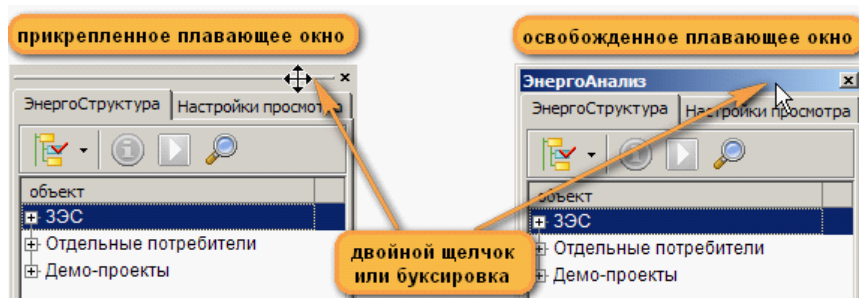 прикрепленное плавающее окно
освобожденное плавающее окно
ЭнергоАнализ
ЭнергоСтруктура
Настройки просмотра
ЭнергоСтруктура
Настройки просмотра
объект
ЗЭС
Отдельные потребители
Демо-проекты
объект
ЗЭС
Отдельные потребители
Демо-проекты
двойной щелчок
или буксировка